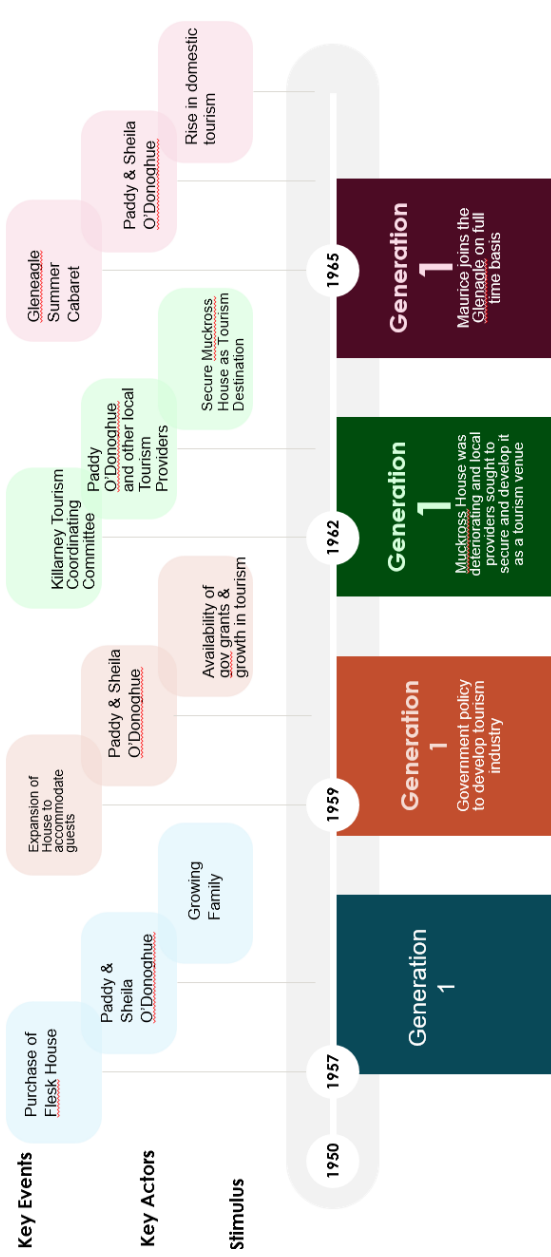 Key Events
Key Actors
Stimulus
Purchase of
Flesk House
Paddy &
Sheila
O'Donoghue
Growing
Family
Expansion of
House to
accommodate
guests
Paddy & Sheila
O'Donoghue
Availability of
gov grants &
growth in tourism
Killarney Tourism
Coordinating
Committee
Paddy
O'Donoghue
and other local
Tourism
Providers
Secure Muckross
House as Tourism
Destination
Gleneagle
Summer
Cabaret
Paddy & Sheila
O'Donoghue
Rise in domestic
tourism
1950
1957
1959
1962
1965
Generation
1
Generation
1
Government policy
to develop tourism
industry
Generation
1
Muckross House was
deteriorating and local
providers sought to
secure and develop it
as a tourism venue
Generation
1
Maurice joins the
Glenagle on full
time basis